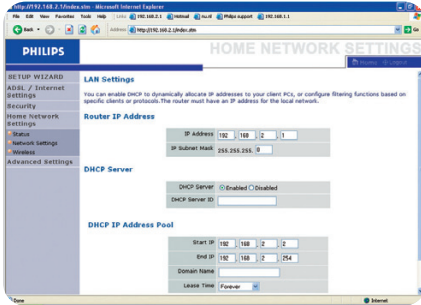 http://192.168.2.1/index.stm - Microsoft Internet Explorer
File Edit View Favorites Tools Help Links 192.168.2.1 Hotmail nu.nl Philips support 192.168.1.1
Back Address http://192.168.2.1/index.stm Go
PHILIPS
HOME NETWORK SETTINGS
Home Logout
SETUP WIZARD
ADSL / Internet Settings
Security
Home Network Settings
Status
Network Settings
Wireless
Advanced Settings
LAN Settings
You can enable DHCP to dynamically allocate IP addresses to your client PCs, or configure filtering functions based on
specific clients or protocols.The router must have an IP address for the local network.
Router IP Address
IP Address 192 . 168 . 2 . 1
IP Subnet Mask 255.255.255. 0
DHCP Server
DHCP Server Enabled Disabled
DHCP Server ID
DHCP IP Address Pool
Start IP 192 . 168 . 2 . 2
End IP 192 . 168 . 2 . 254
Domain Name
Lease Time Forever
Done Internet